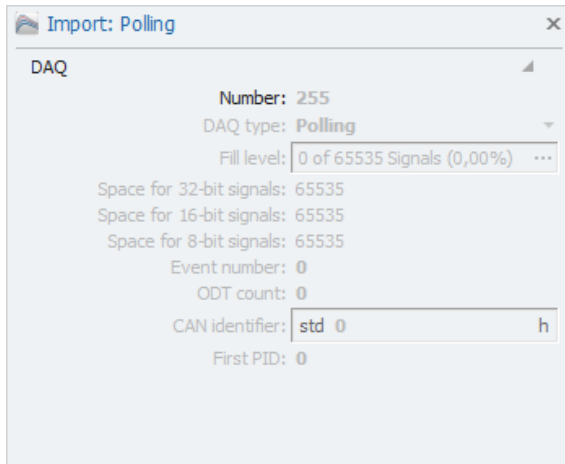 Import: Polling
DAQ
Number: 255
DAQ type: Polling
Fill level: 0 of 65535 Signals (0,00%) ...
Space for 32-bit signals: 65535
Space for 16-bit signals: 65535
Space for 8-bit signals: 65535
Event number: 0
ODT count: 0
CAN identifier: std 0 h
First PID: 0